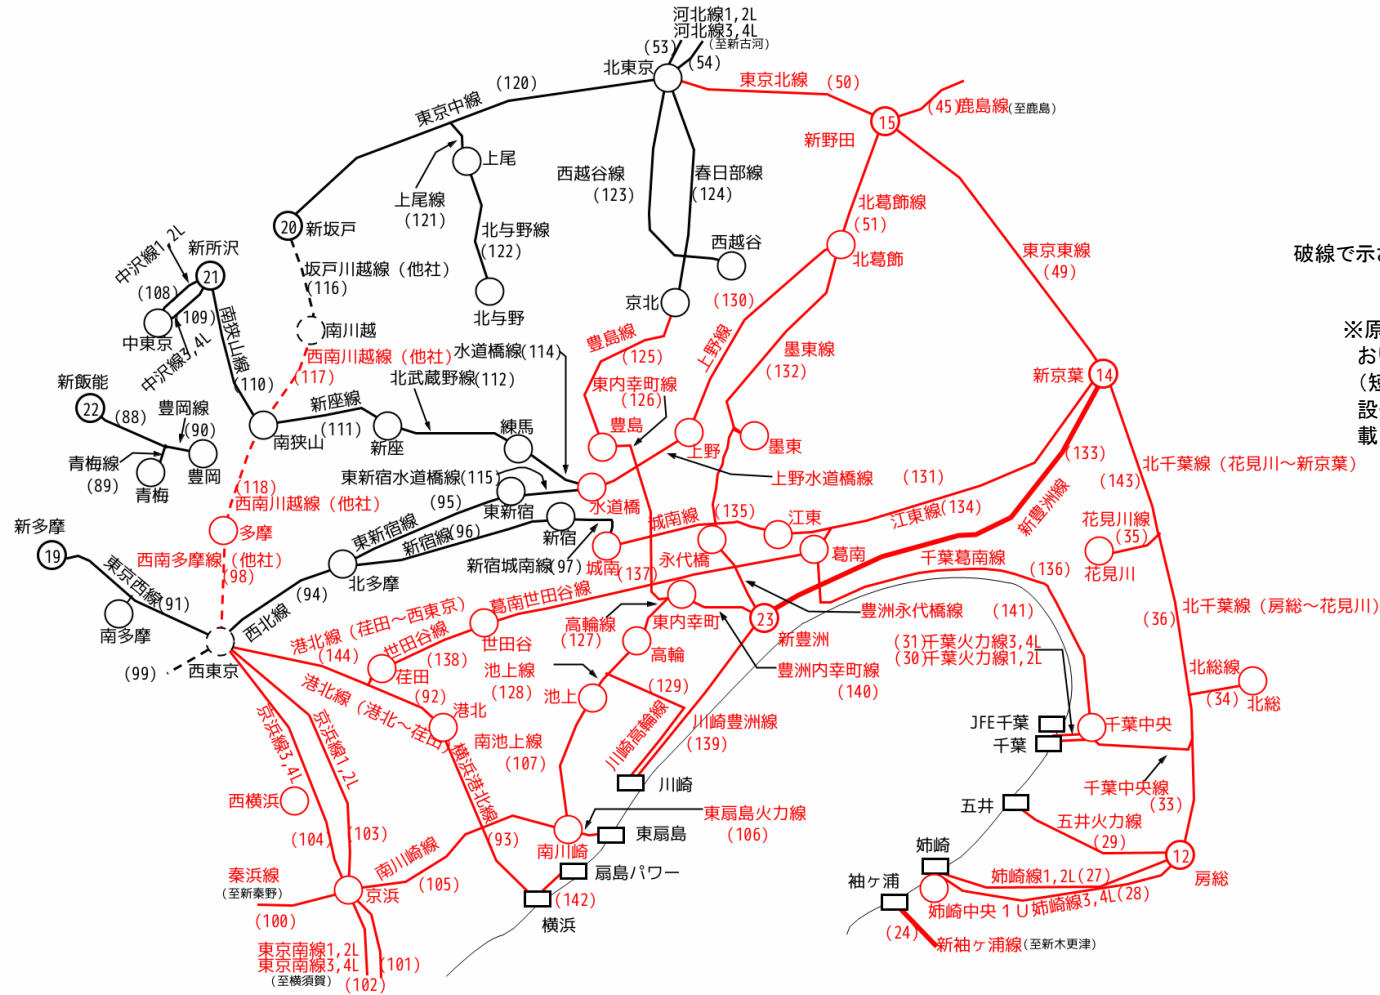 河北線1,2L
河北線3,4L
(至新古河)
(53)
(54)
北東京
東京北線 (50)
(120)
東京中線
(45)
鹿島線(至鹿島)
15
新野田
上尾
上尾線
(121)
西越谷線
(123)
春日部線
(124)
北葛飾線
(51)
20
新坂戸
北与野線
(122)
西越谷
北葛飾
東京東線
(49)
破線で示
中沢線1,2L
新所沢
21
坂戸川越線(他社)
(116)
(108)
(109)
北与野
京北
(130)
中東京
中沢線3,4L
南狭山線
(110)
南川越
西南川越線(他社)
(117)
水道橋線(114)
豊島線
(125)
上野線
墨東線
(132)
※原
お
(短
設
載
新京葉
14
新飯能
22
(88)
豊岡線
(90)
北武蔵野線(112)
東内幸町線
(126)
新座線
(111)
南狭山
新座
練馬
豊島
上野
墨東
青梅線
(89)
青梅
豊岡
(118)
西南川越線(他社)
東新宿水道橋線(115)
上野水道橋線
(131)
(133)
北千葉線(花見川～新京葉)
(143)
(95)
東新宿
水道橋
新多摩
19
多摩
東新宿線
新宿線(96)
新宿
城南線
(135)
江東
江東線(134)
新豊洲線
花見川線
(35)
花見川
西南多摩線(他社)
(98)
新宿城南線(97)
城南
永代橋
葛南
千葉葛南線
(136)
東京西線
(91)
南多摩
北多摩
(94)
西北線
(137)
葛南世田谷線
港北線(荏田～西東京)
(144)
世田谷線
(138)
世田谷
高輪線
(127)
東内幸町
23
新豊洲
豊洲永代橋線
(141)
北千葉線(房総～花見川)
(36)
(99)
西東京
荏田
(92)
池上線
(128)
高輪
(129)
豊洲内幸町線
(140)
(31)千葉火力線3,4L
(30)千葉火力線1,2L
北総線
(34)
北総
京浜線3,4L
京浜線1,2L
港北線(港北～荏田)
港北
池上
南池上線
(107)
川崎高輪線
川崎豊洲線
(139)
JFE千葉
千葉
千葉中央
西横浜
横浜港北線
川崎
千葉中央線
(33)
(104)
(103)
(93)
東扇島火力線
(106)
五井
五井火力線
(29)
南川崎線
(105)
南川崎
東扇島
12
房総
秦浜線
(至新秦野)
(100)
京浜
扇島パワー
(142)
横浜
姉崎
姉崎線1,2L(27)
姉崎線3,4L(28)
袖ヶ浦
姉崎中央1U
(24)
新袖ヶ浦線(至新木更津)
東京南線1,2L
東京南線3,4L
(至横須賀)
(101)
(102)